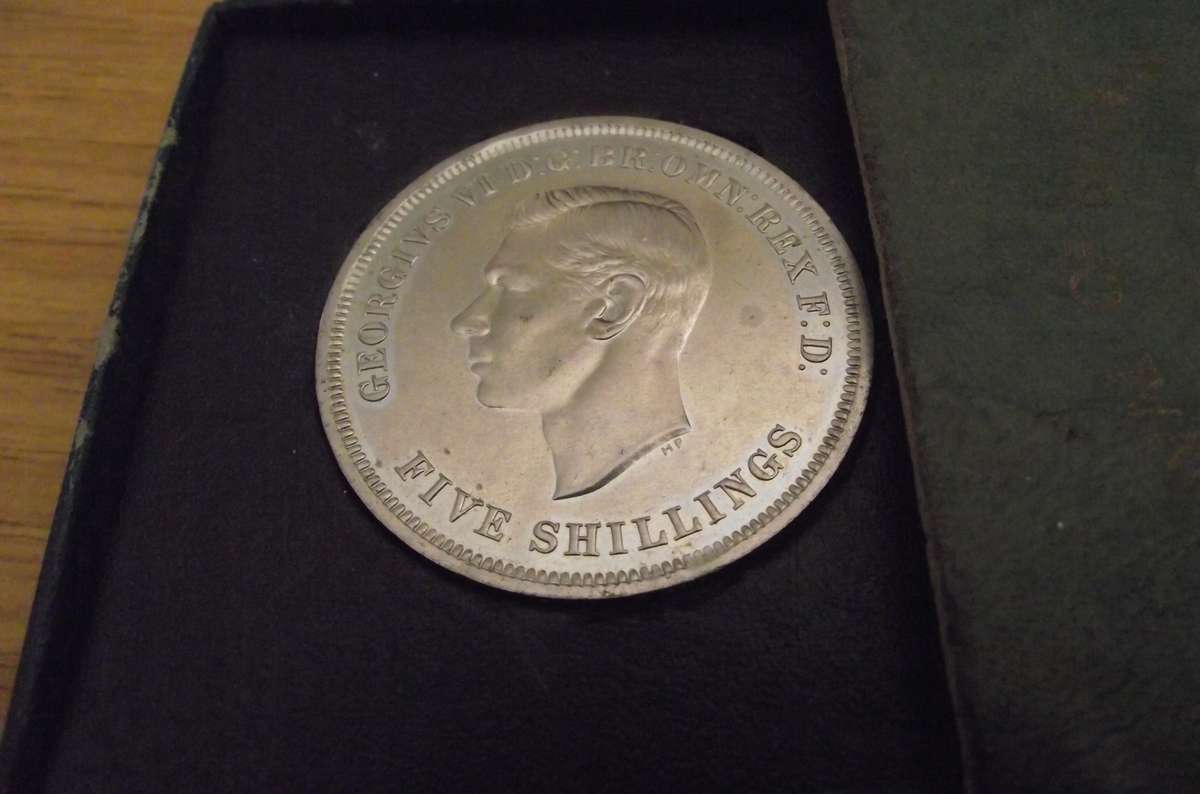 GEORGIVS VI D:G:BR:OMN:REX F:D:
HP
FIVE SHILLINGS